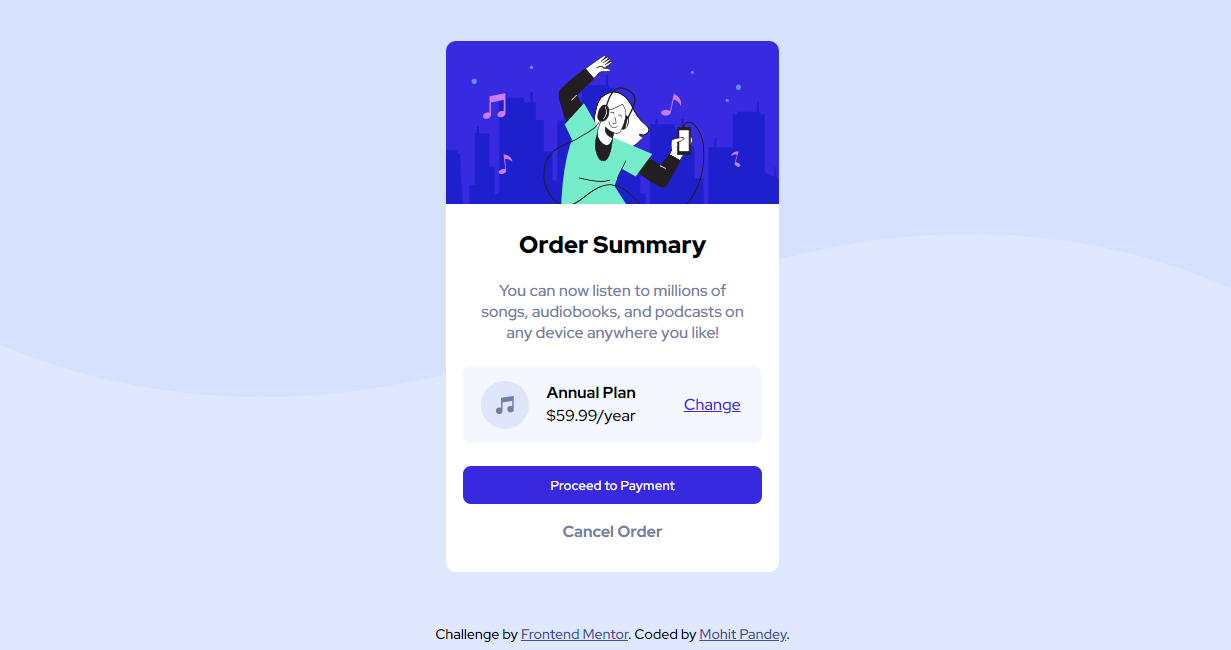 Order Summary
You can now listen to millions of
songs, audiobooks, and podcasts on
any device anywhere you like!
Annual Plan
$59.99/year
Change
Proceed to Payment
Cancel Order
Challenge by Frontend Mentor. Coded by Mohit Pandey.